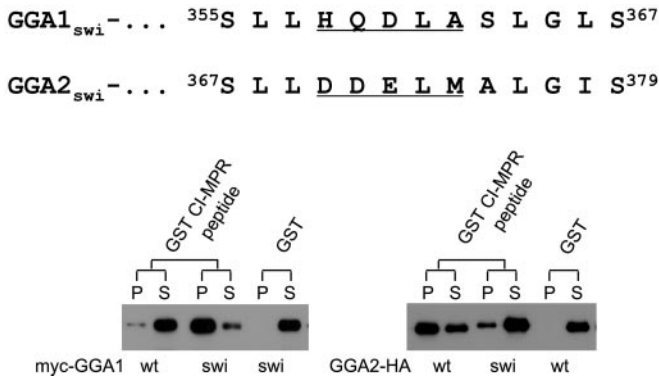 GGA1swi-... 355S L L H Q D L A S L G L S367
GGA2swi-... 367S L L D D E L M A L G I S379
GST CI-MPR peptide GST GST CI-MPR peptide GST
P S P S P S P S P S P S
myc-GGA1 wt swi swi GGA2-HA wt swi wt